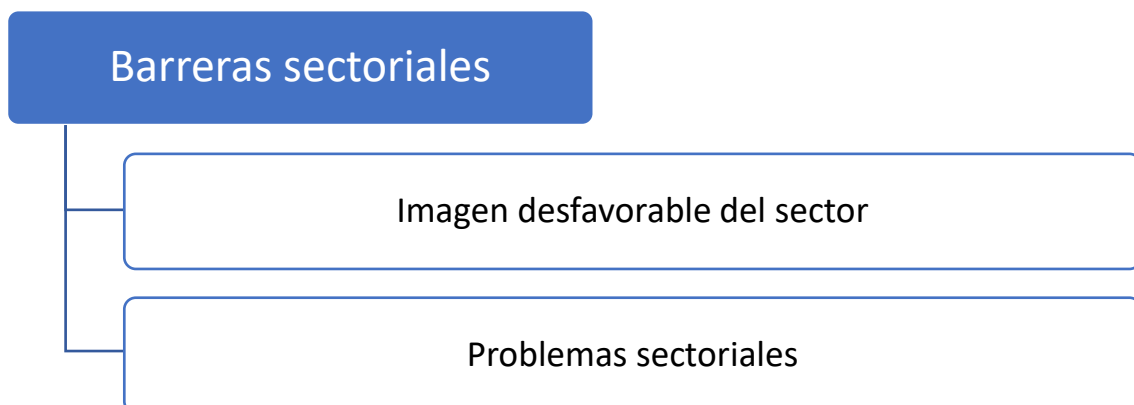 Barreras sectoriales
Imagen desfavorable del sector
Problemas sectoriales